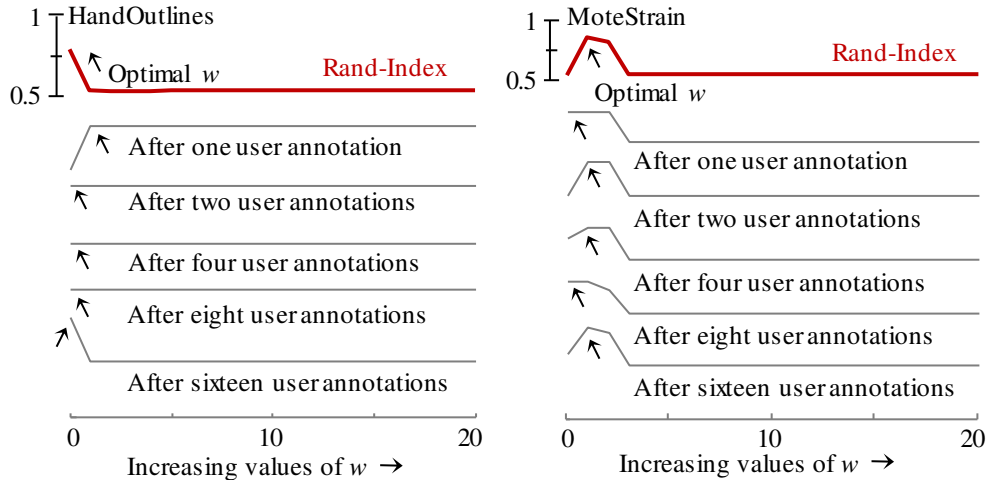 1
HandOutlines
Optimal w
Rand-Index
0.5
After one user annotation
After two user annotations
After four user annotations
After eight user annotations
After sixteen user annotations
0
10
20
Increasing values of w →
1
MoteStrain
Rand-Index
0.5
Optimal w
After one user annotation
After two user annotations
After four user annotations
After eight user annotations
After sixteen user annotations
0
10
20
Increasing values of w →